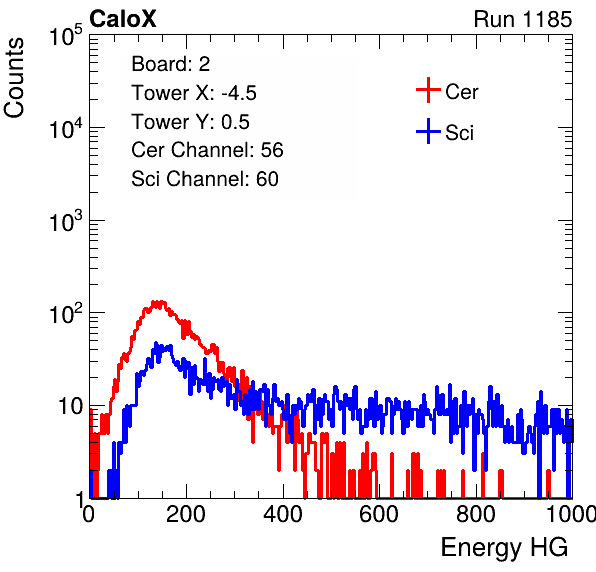 CaloX Run 1185
Counts
10^5
10^4
10^3
10^2
10
1
Board: 2
Tower X: -4.5
Tower Y: 0.5
Cer Channel: 56
Sci Channel: 60
Cer
Sci
0 200 400 600 800 1000
Energy HG